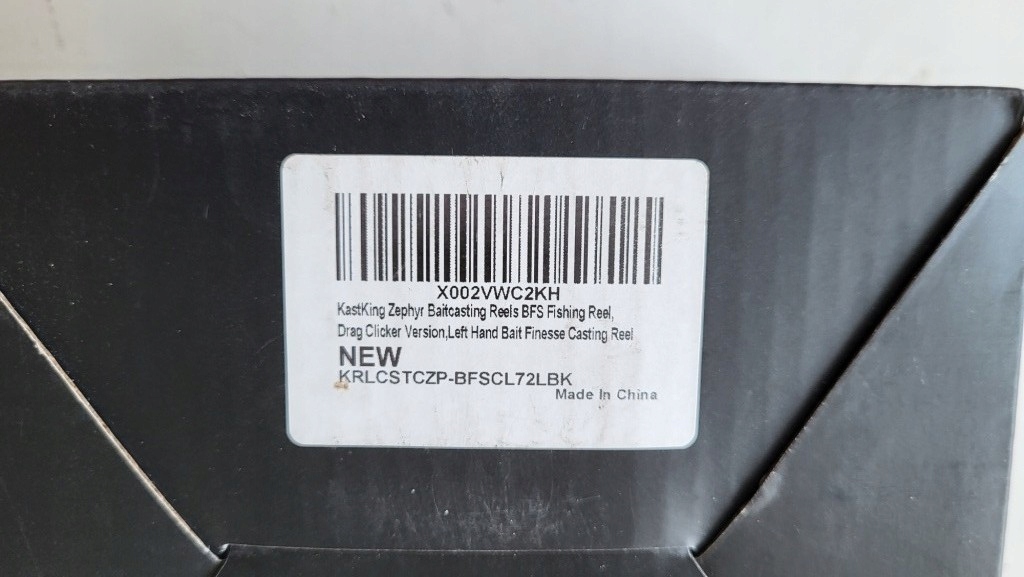 X002VWC2KH
KastKing Zephyr Baitcasting Reels BFS Fishing Reel,
Drag Clicker Version,Left Hand Bait Finesse Casting Reel
NEW
KRLCSTCZP-BFSCL72LBK
Made In China